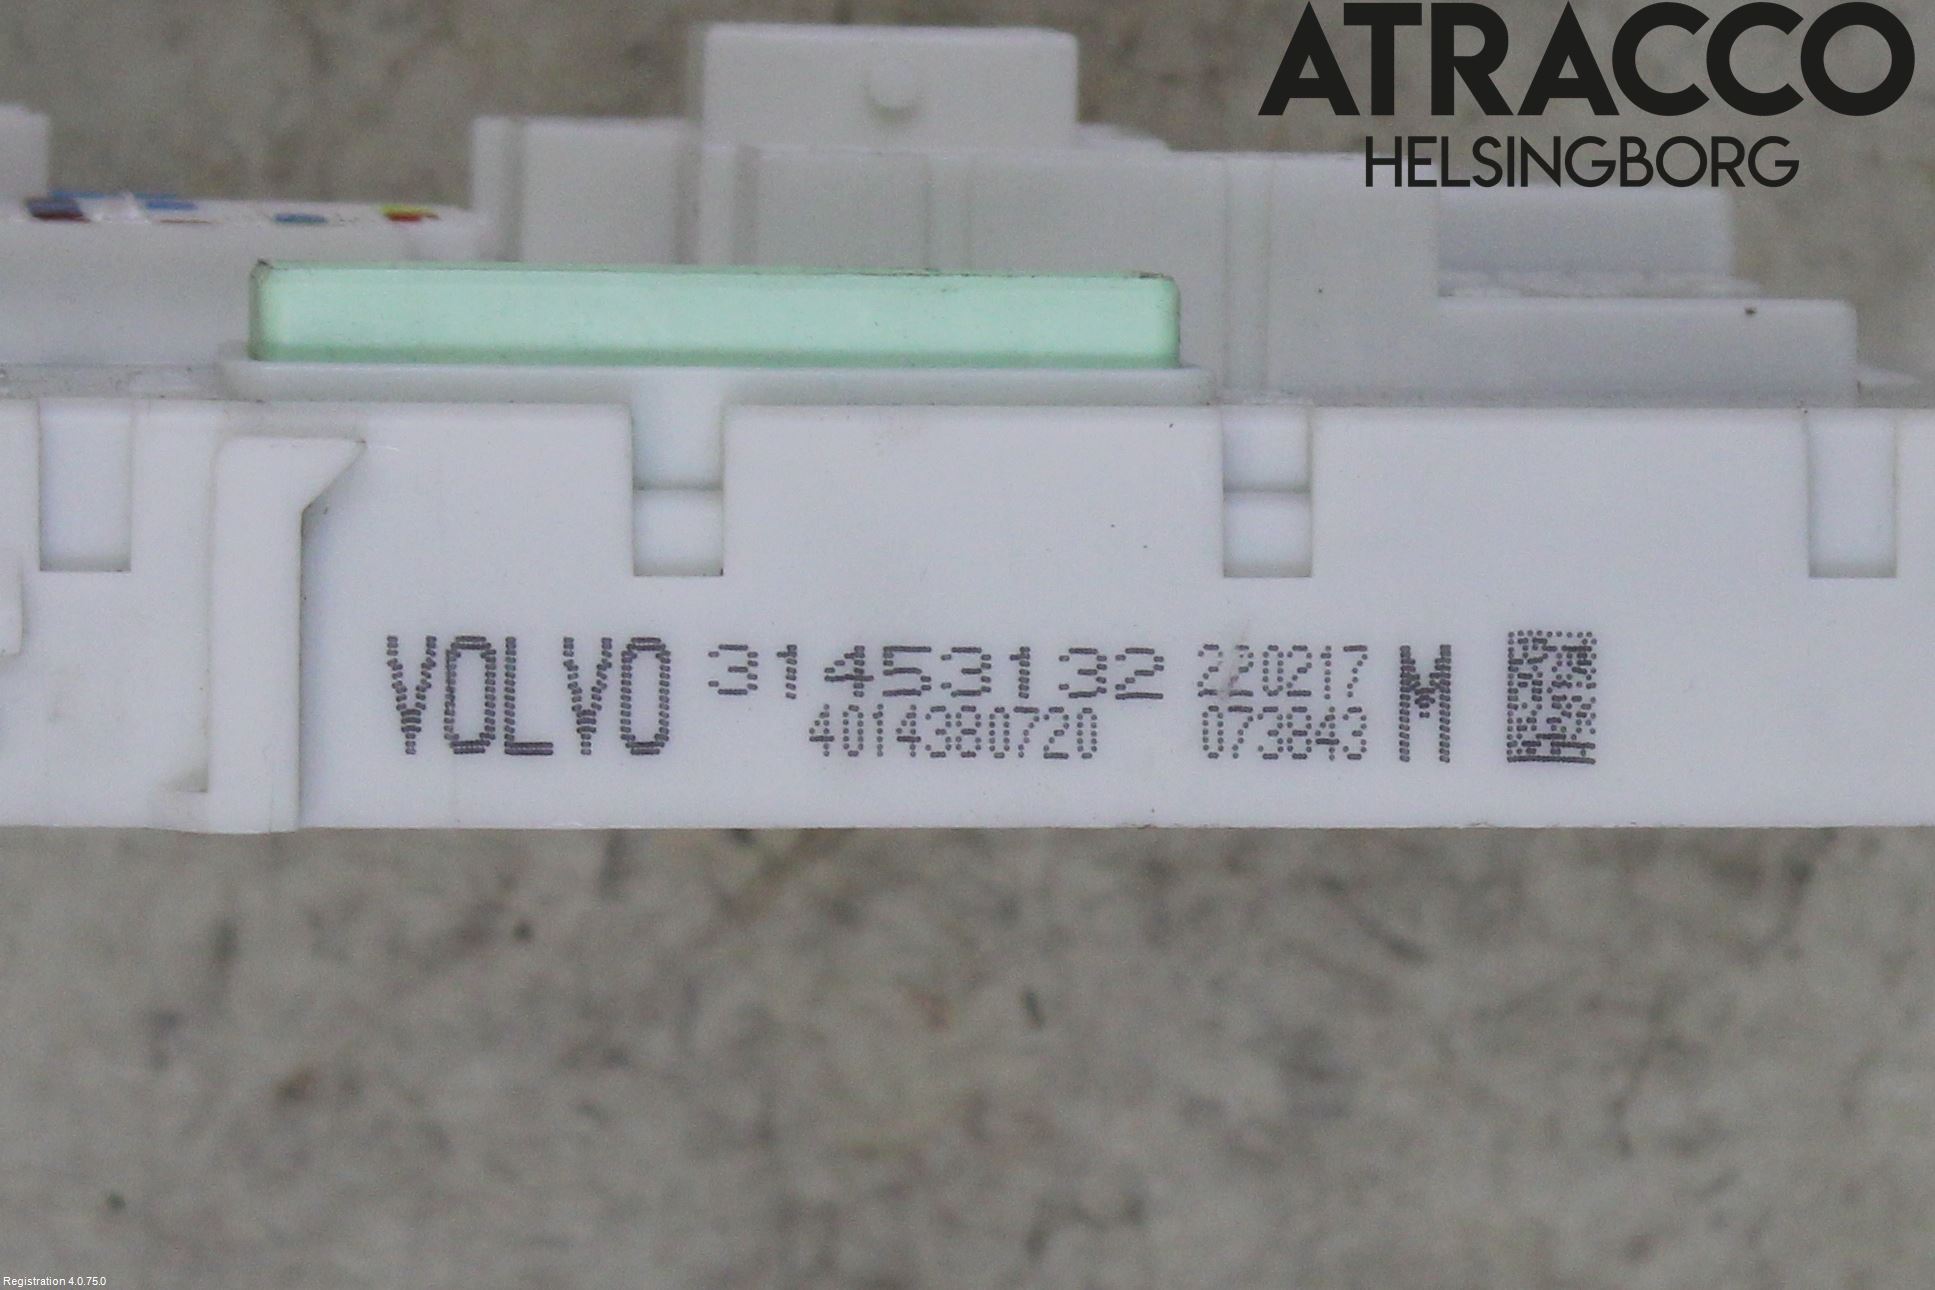 ATRACCO
HELSINGBORG
VOLVO 31453132 220217 M
4014380720 073843
Registration 4.0.75.0